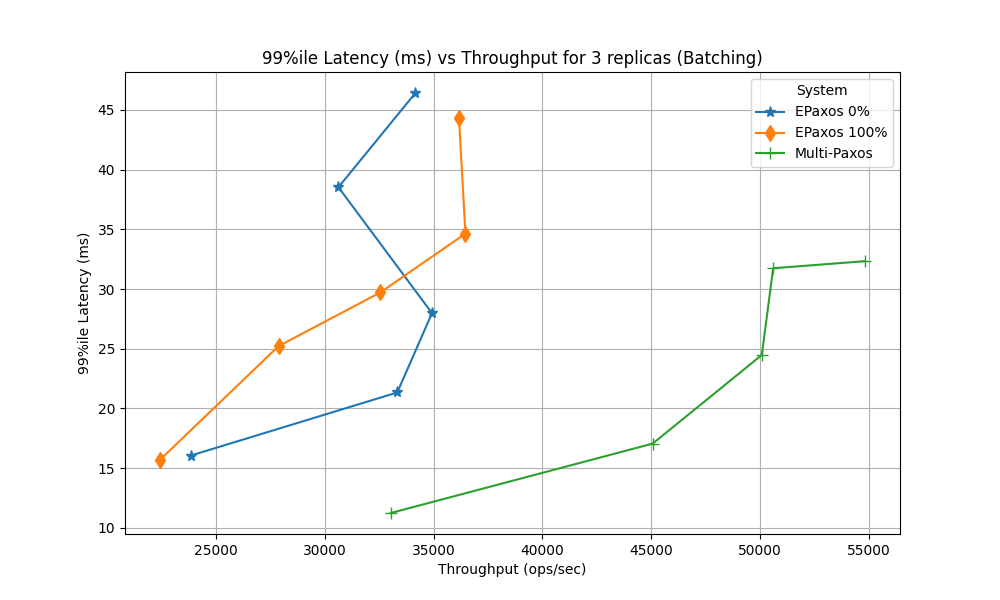 99%ile Latency (ms) vs Throughput for 3 replicas (Batching)
System
EPaxos 0%
EPaxos 100%
Multi-Paxos
99%ile Latency (ms)
45
40
35
30
25
20
15
10
25000 30000 35000 40000 45000 50000 55000
Throughput (ops/sec)